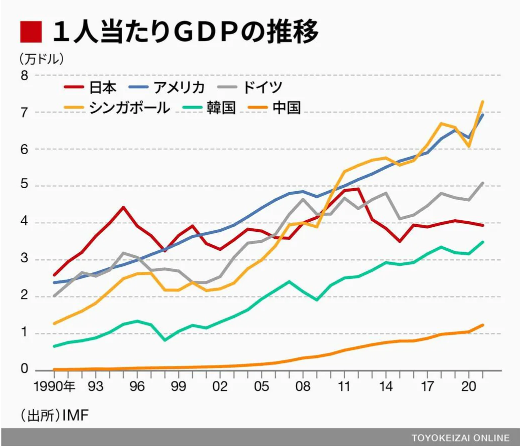 ■1人当たりGDPの推移
(万ドル)
8
日本 アメリカ ドイツ
シンガポール 韓国 中国
7
6
5
4
3
2
1
0
1990年 93 96 99 02 05 08 11 14 17 20
(出所)IMF
TOYOKEIZAI ONLINE